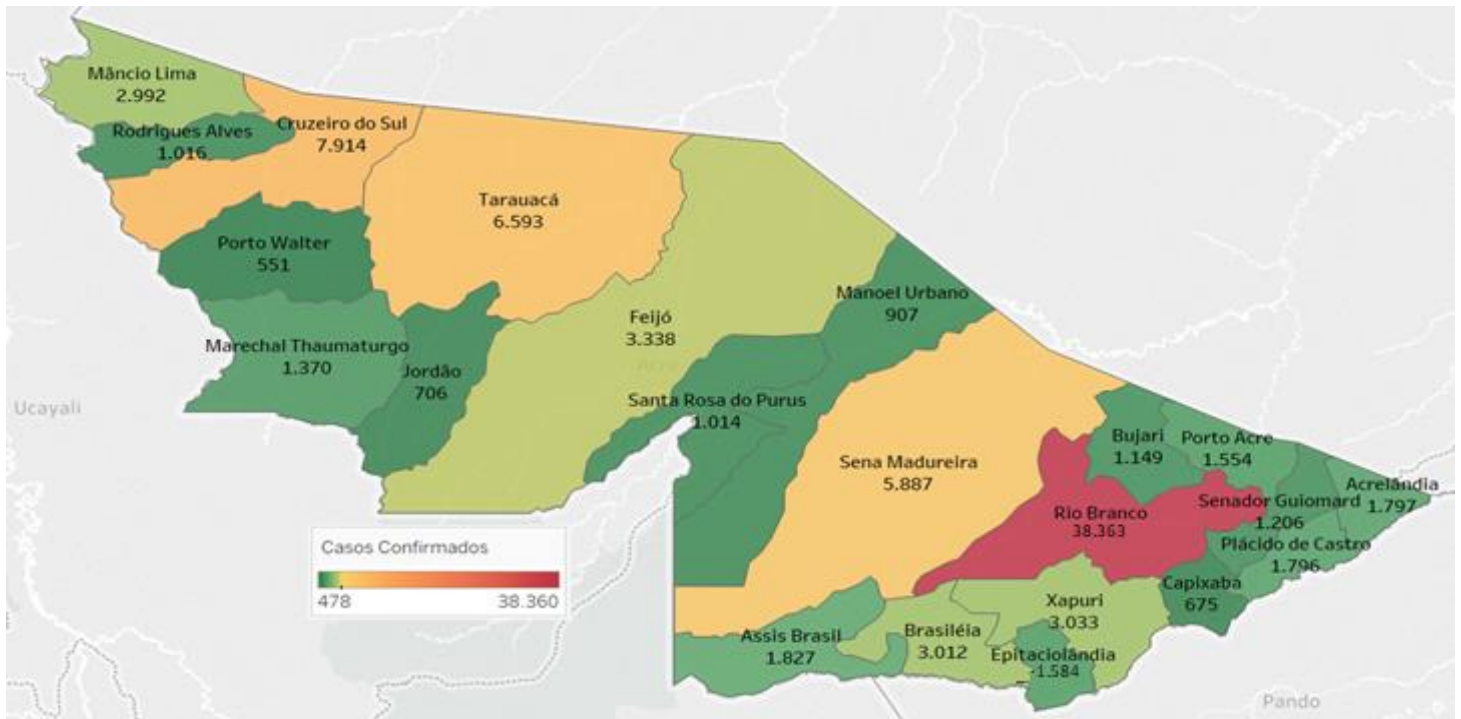 Mâncio Lima
2.992
Rodrigues Alves
1.016
Cruzeiro do Sul
7.914
Tarauacá
6.593
Porto Walter
551
Marechal Thaumaturgo
1.370
Jordão
706
Feijó
3.338
Manoel Urbano
907
Santa Rosa do Purus
1.014
Sena Madureira
5.887
Bujari
1.149
Porto Acre
1.554
Acrelândia
1.797
Senador Guiomard
1.206
Rio Branco
38.363
Plácido de Castro
1.796
Capixaba
675
Xapuri
3.033
Brasiléia
3.012
Epitaciolândia
1.584
Assis Brasil
1.827
Ucayali
Pando
Casos Confirmados
478 38.360